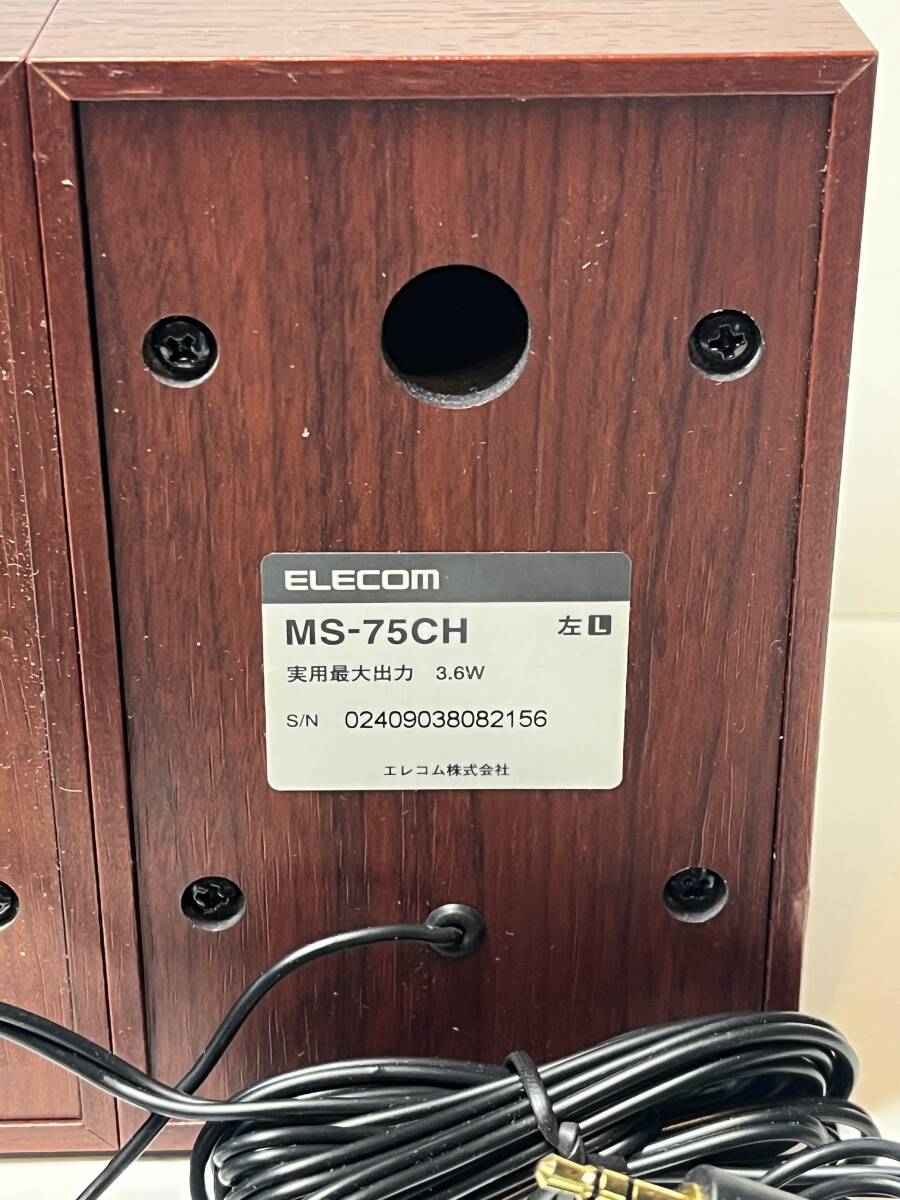 ELECOM
MS-75CH 左 L
実用最大出力 3.6W
S/N 02409038082156
エレコム株式会社